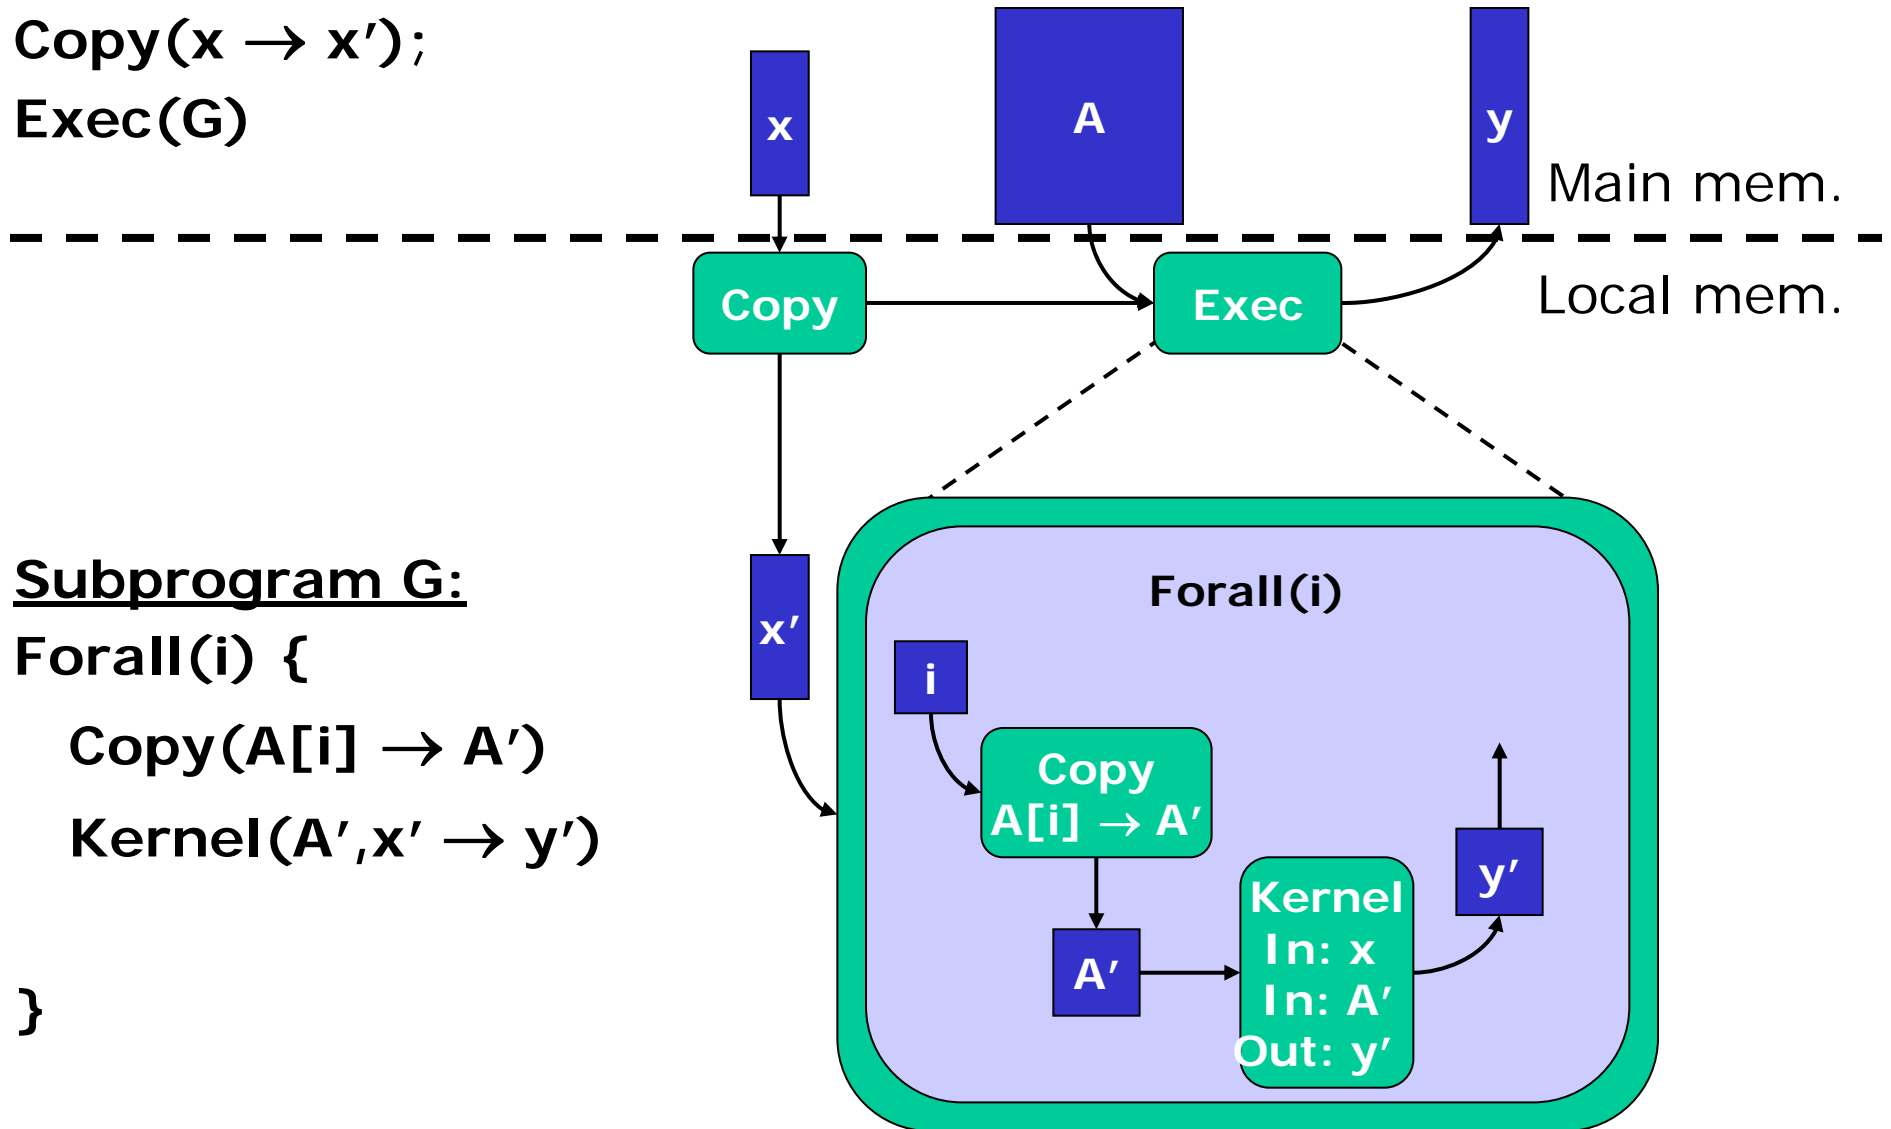 Copy(x → x′);
Exec(G)
x
A
y
Main mem.
Local mem.
Copy
Exec
Subprogram G:
Forall(i) {
Copy(A[i] → A′)
Kernel(A′,x′ → y′)
}
x′
Forall(i)
i
Copy
A[i] → A′
A′
Kernel
In: x
In: A′
Out: y′
y′